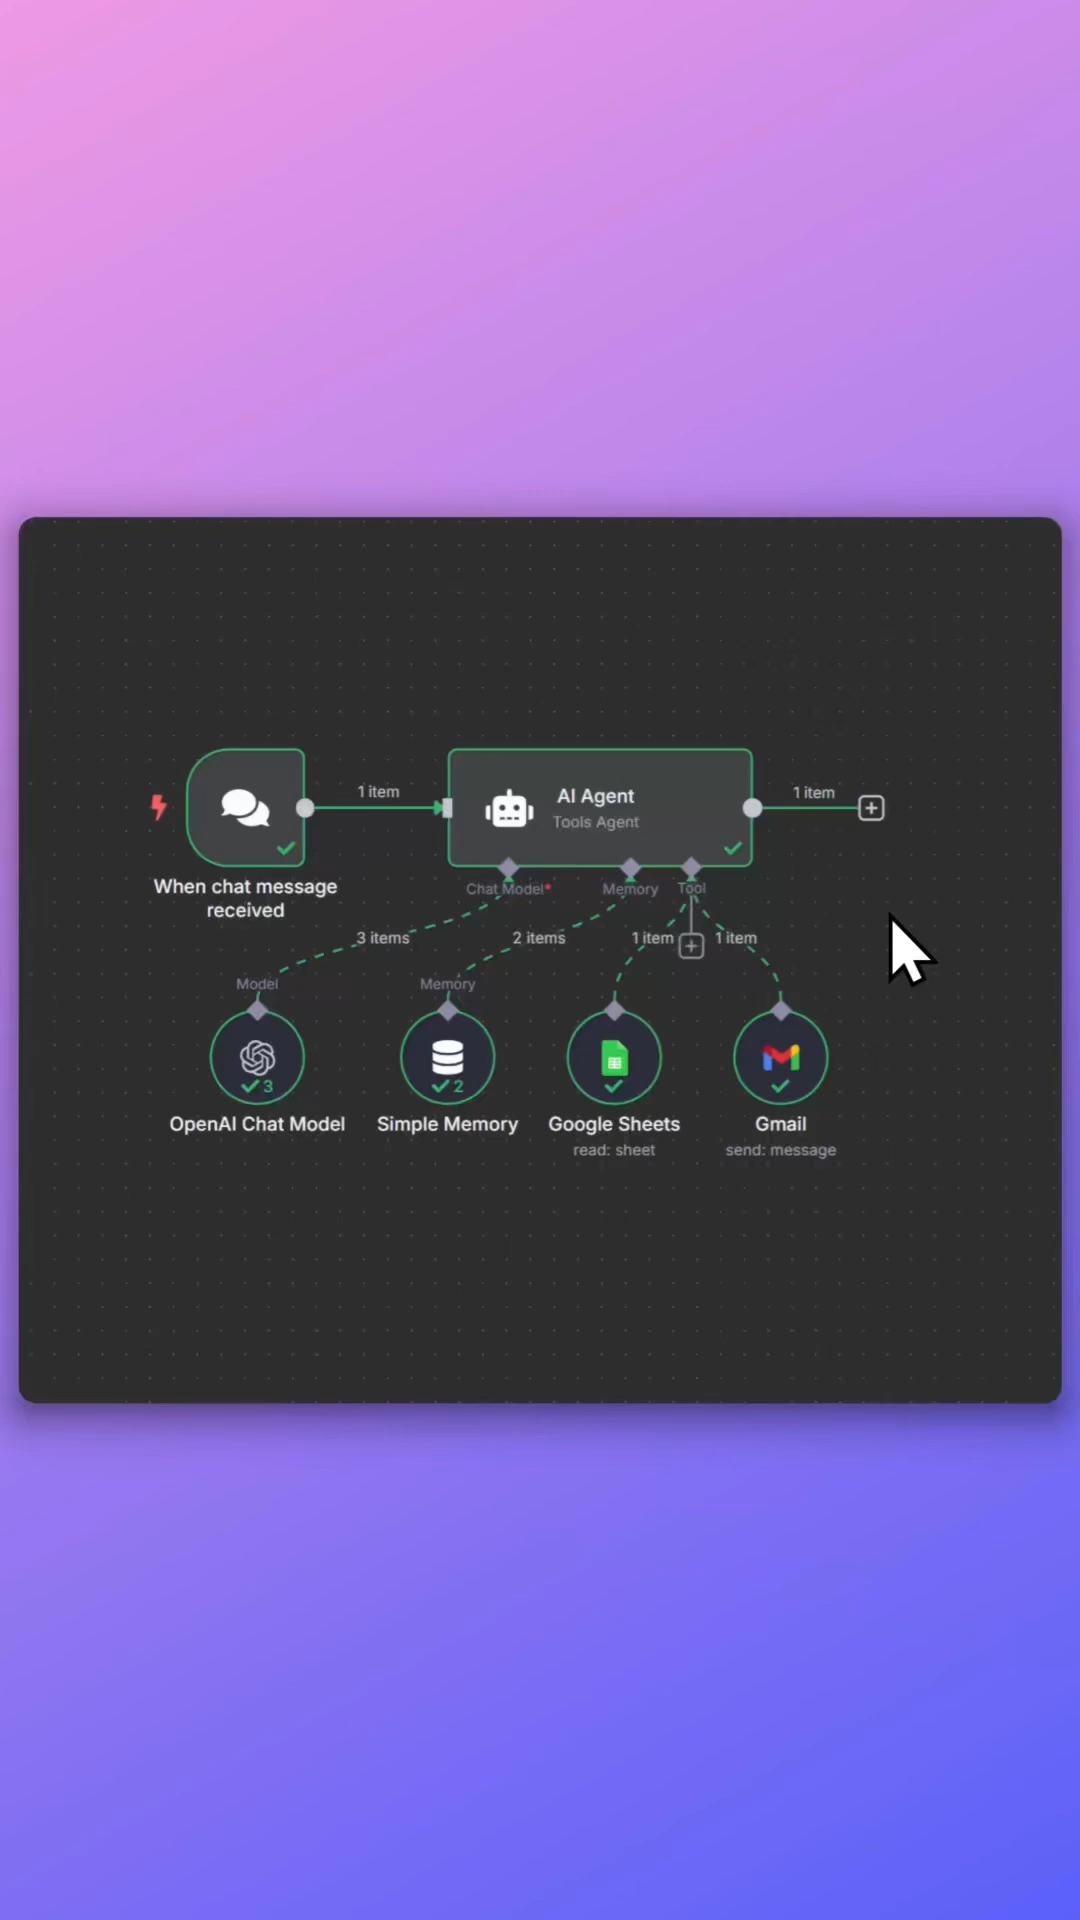 1 item
AI Agent
Tools Agent
1 item
When chat message
received
Chat Model*
Memory
Tool
3 items
2 items
1 item
1 item
Model
Memory
3
2
OpenAI Chat Model
Simple Memory
Google Sheets
read: sheet
Gmail
send: message